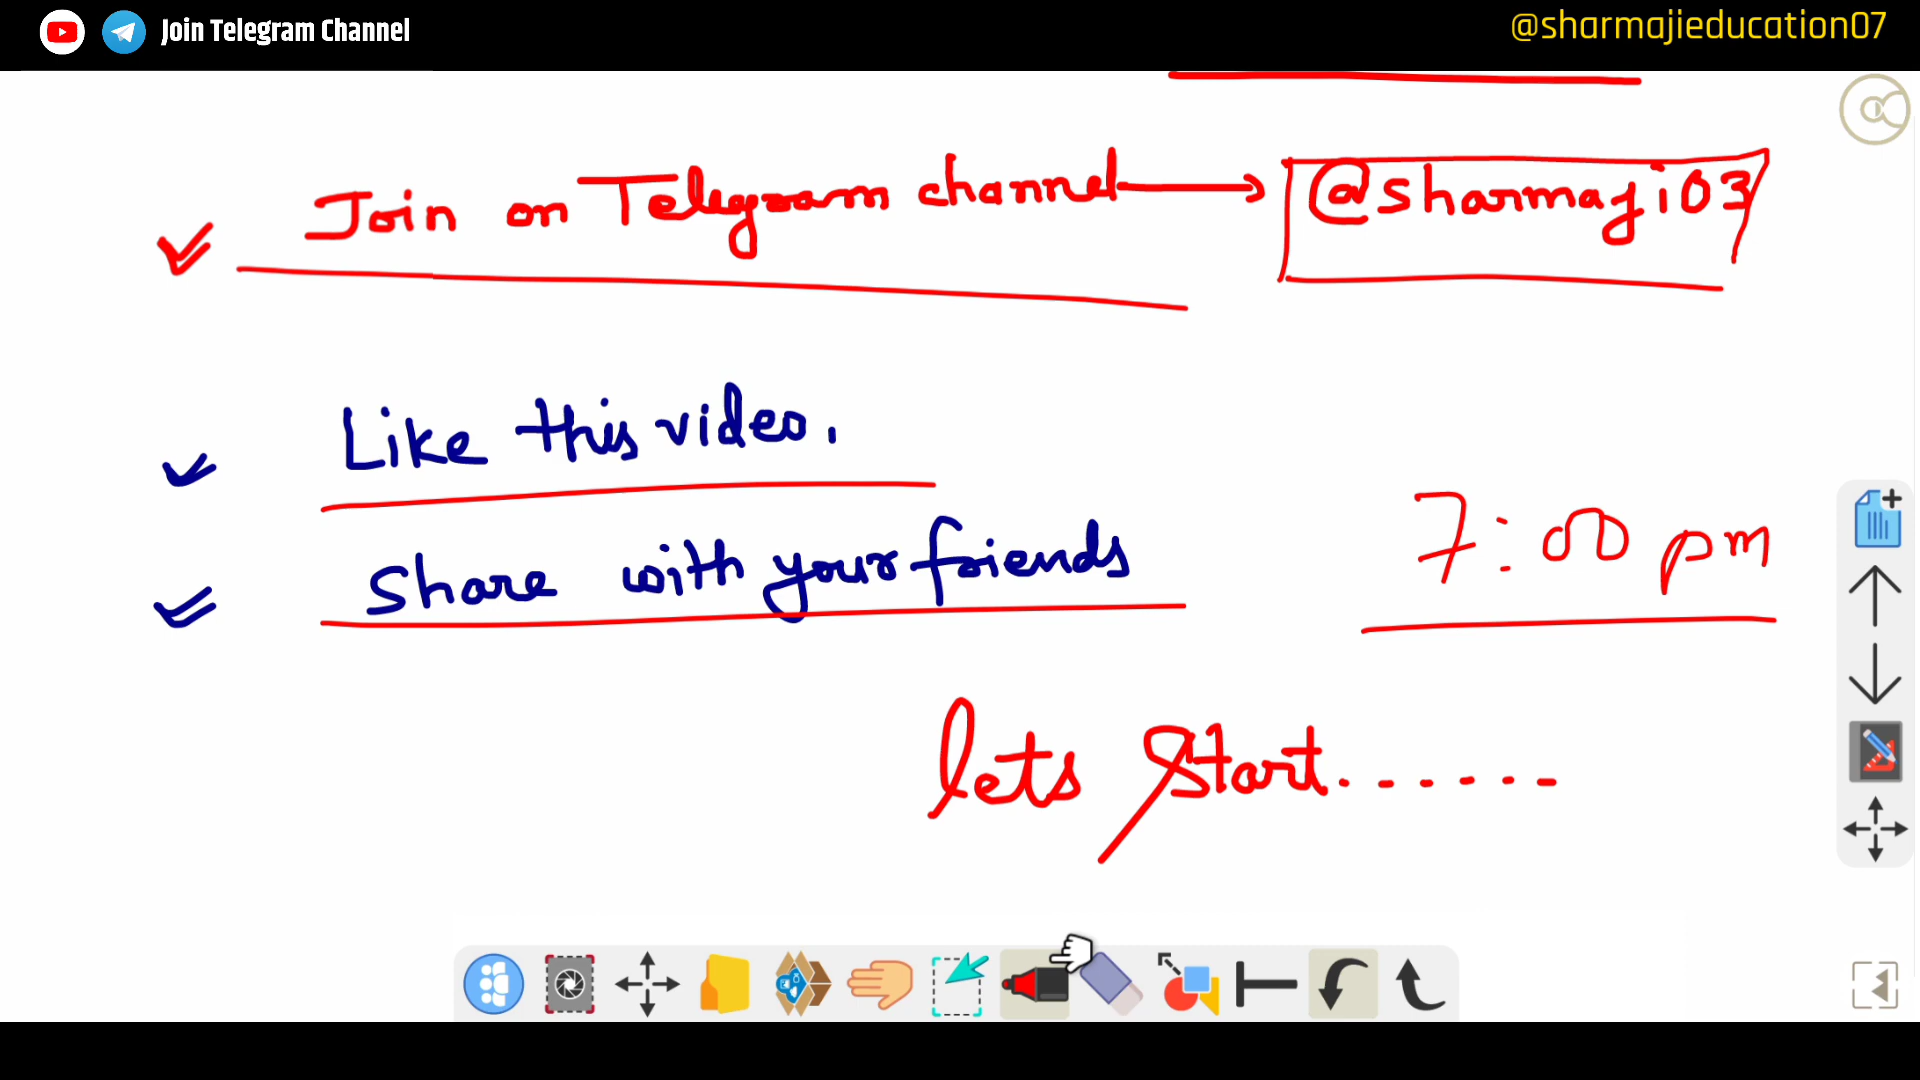 Join Telegram Channel
@sharmajieducation07
Join on Telegram channel → @sharmaji03
Like this video.
Share with your friends
7:00 pm
lets start.......